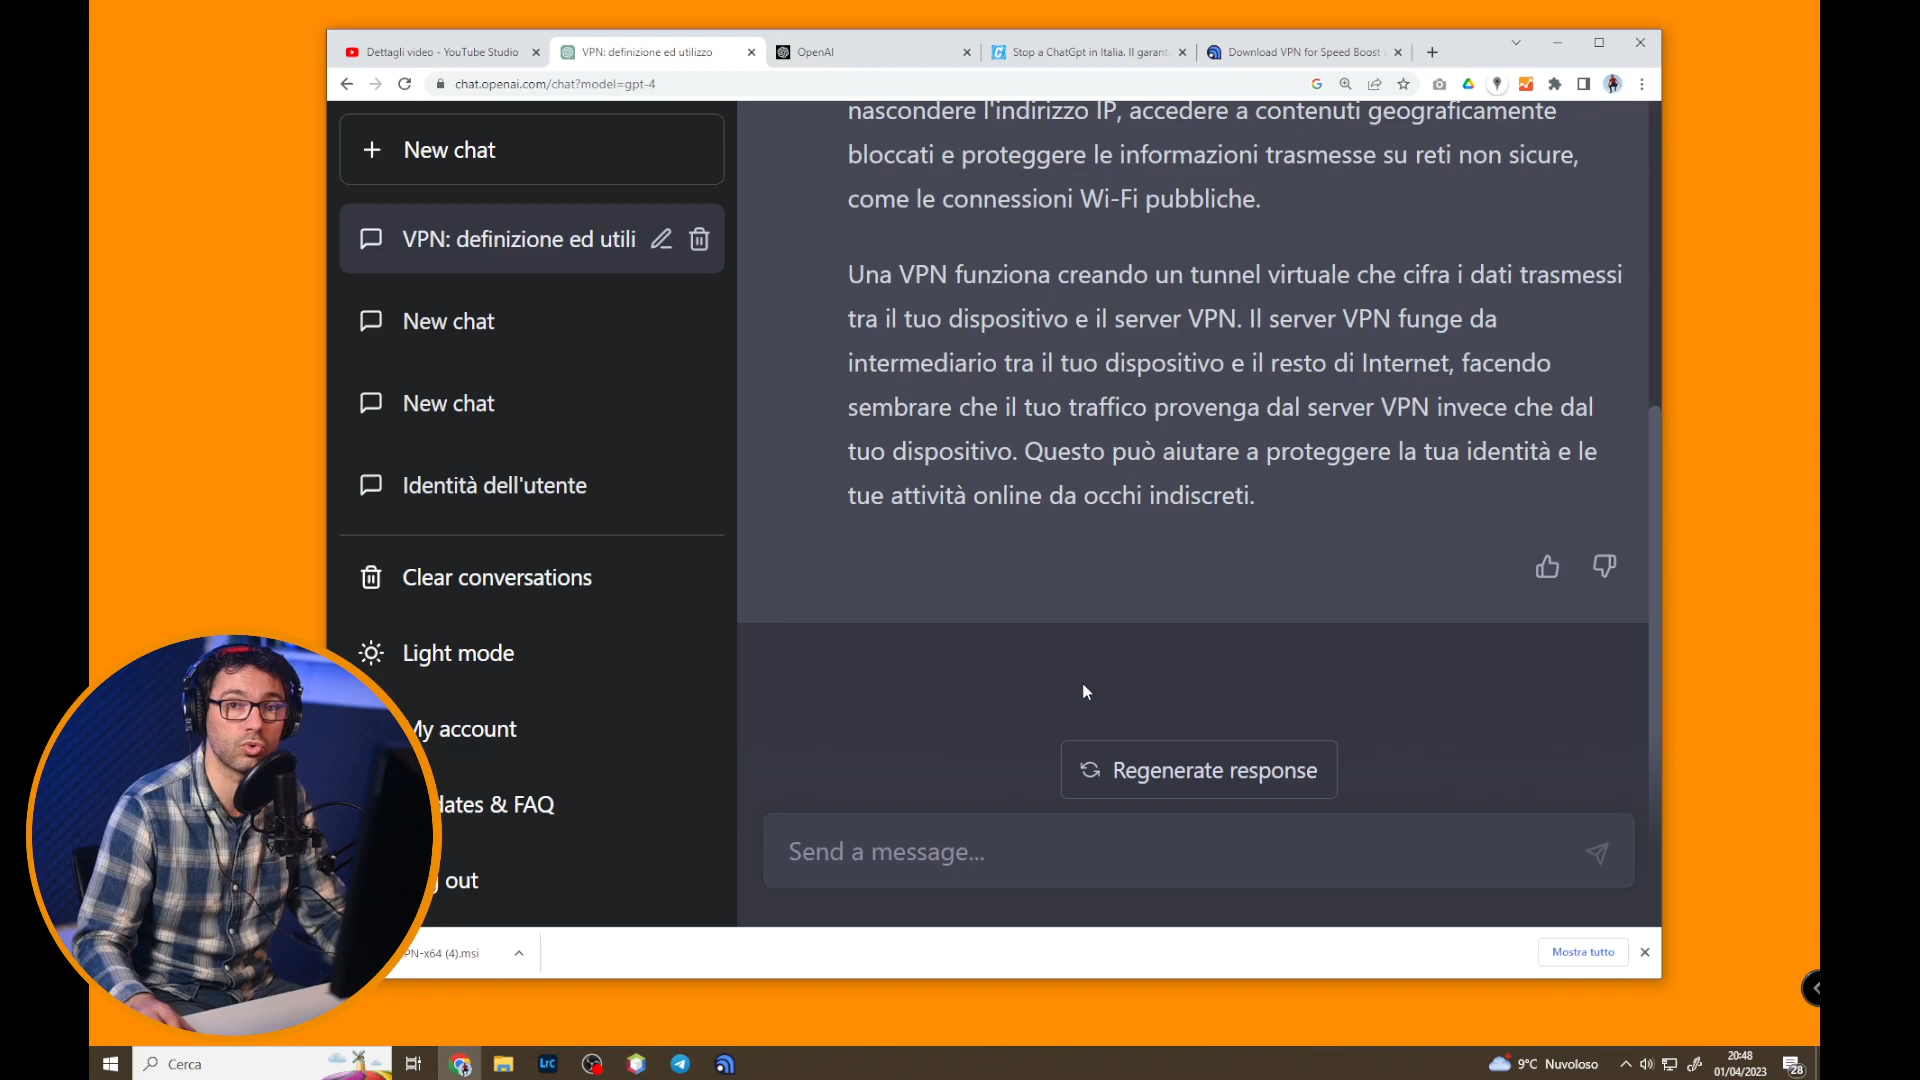 Dettagli video - YouTube Studio
VPN: definizione ed utilizzo
OpenAI
Stop a ChatGpt in Italia. Il garant
Download VPN for Speed Boost
chat.openai.com/chat?model=gpt-4
New chat
VPN: definizione ed utili
New chat
New chat
Identità dell'utente
Clear conversations
Light mode
My account
dates & FAQ
out
nascondere l'indirizzo IP, accedere a contenuti geograficamente
bloccati e proteggere le informazioni trasmesse su reti non sicure,
come le connessioni Wi-Fi pubbliche.
Una VPN funziona creando un tunnel virtuale che cifra i dati trasmessi
tra il tuo dispositivo e il server VPN. Il server VPN funge da
intermediario tra il tuo dispositivo e il resto di Internet, facendo
sembrare che il tuo traffico provenga dal server VPN invece che dal
tuo dispositivo. Questo può aiutare a proteggere la tua identità e le
tue attività online da occhi indiscreti.
Regenerate response
Send a message...
PN-x64 (4).msi
Mostra tutto
Cerca
Lrc
9°C Nuvoloso
20:48
01/04/2023
28